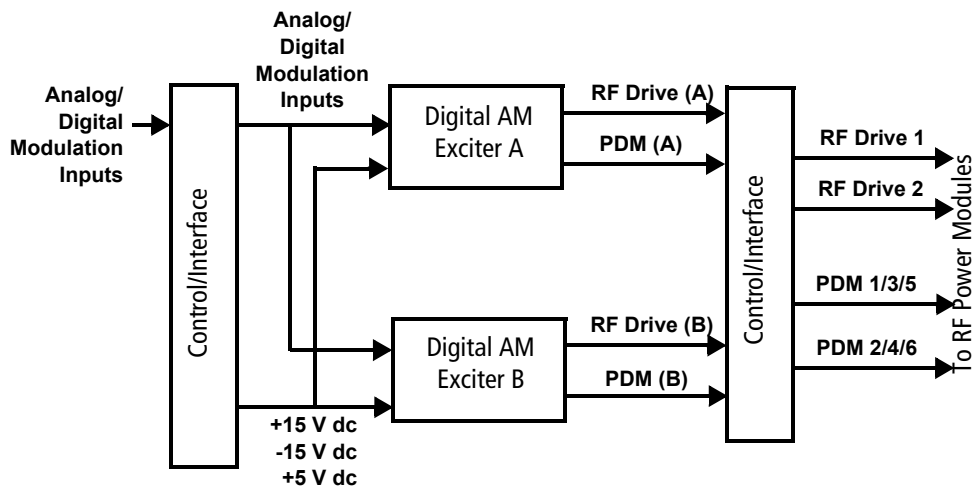 Analog/
Digital
Modulation
Inputs
Control/Interface
Analog/
Digital
Modulation
Inputs
+15 V dc
-15 V dc
+5 V dc
Digital AM
Exciter A
Digital AM
Exciter B
RF Drive (A)
PDM (A)
RF Drive (B)
PDM (B)
Control/Interface
RF Drive 1
RF Drive 2
PDM 1/3/5
PDM 2/4/6
To RF Power Modules